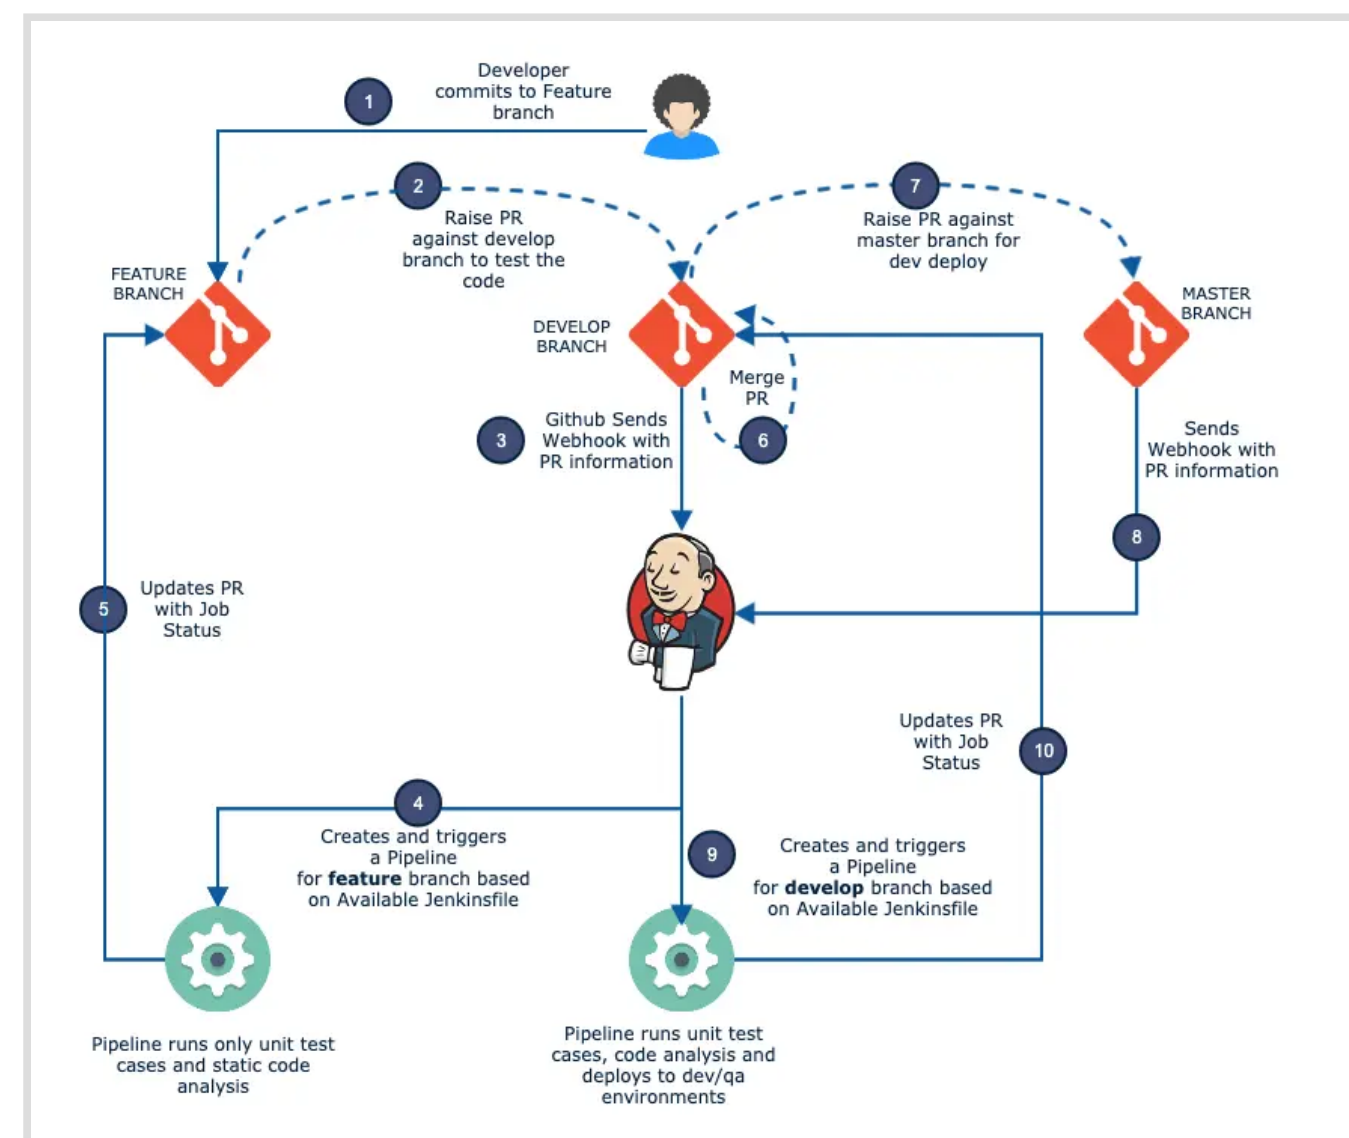 1
Developer
commits to Feature
branch
2
Raise PR
against develop
branch to test the
code
7
Raise PR against
master branch for
dev deploy
FEATURE
BRANCH
DEVELOP
BRANCH
MASTER
BRANCH
Merge
PR
6
3
Github Sends
Webhook with
PR information
Sends
Webhook with
PR information
8
5
Updates PR
with Job
Status
Updates PR
with Job
Status
10
4
Creates and triggers
a Pipeline
for feature branch based
on Available Jenkinsfile
9
Creates and triggers
a Pipeline
for develop branch based
on Available Jenkinsfile
Pipeline runs only unit test
cases and static code
analysis
Pipeline runs unit test
cases, code analysis and
deploys to dev/qa
environments